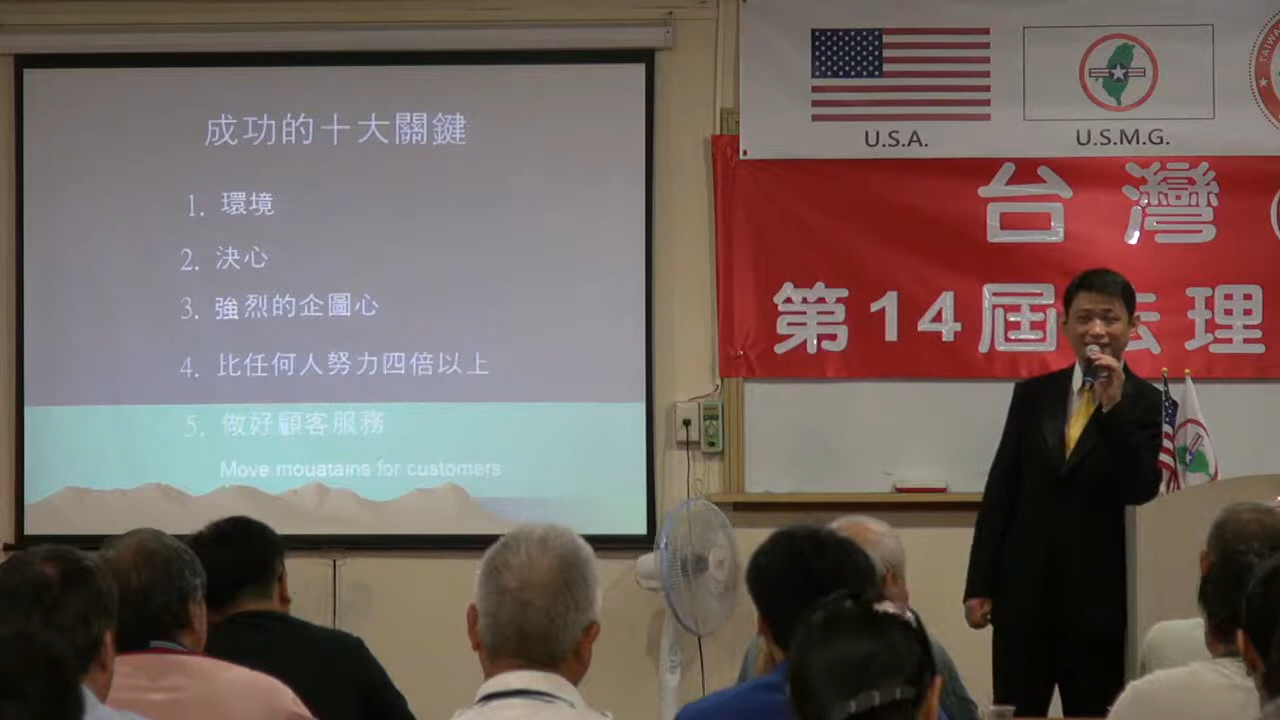 成功的十大關鍵
1. 環境
2. 決心
3. 強烈的企圖心
4. 比任何人努力四倍以上
5. 做好顧客服務
Move mouatains for customers
U.S.A.
U.S.M.G.
TAIWA
台灣
第14屆法理